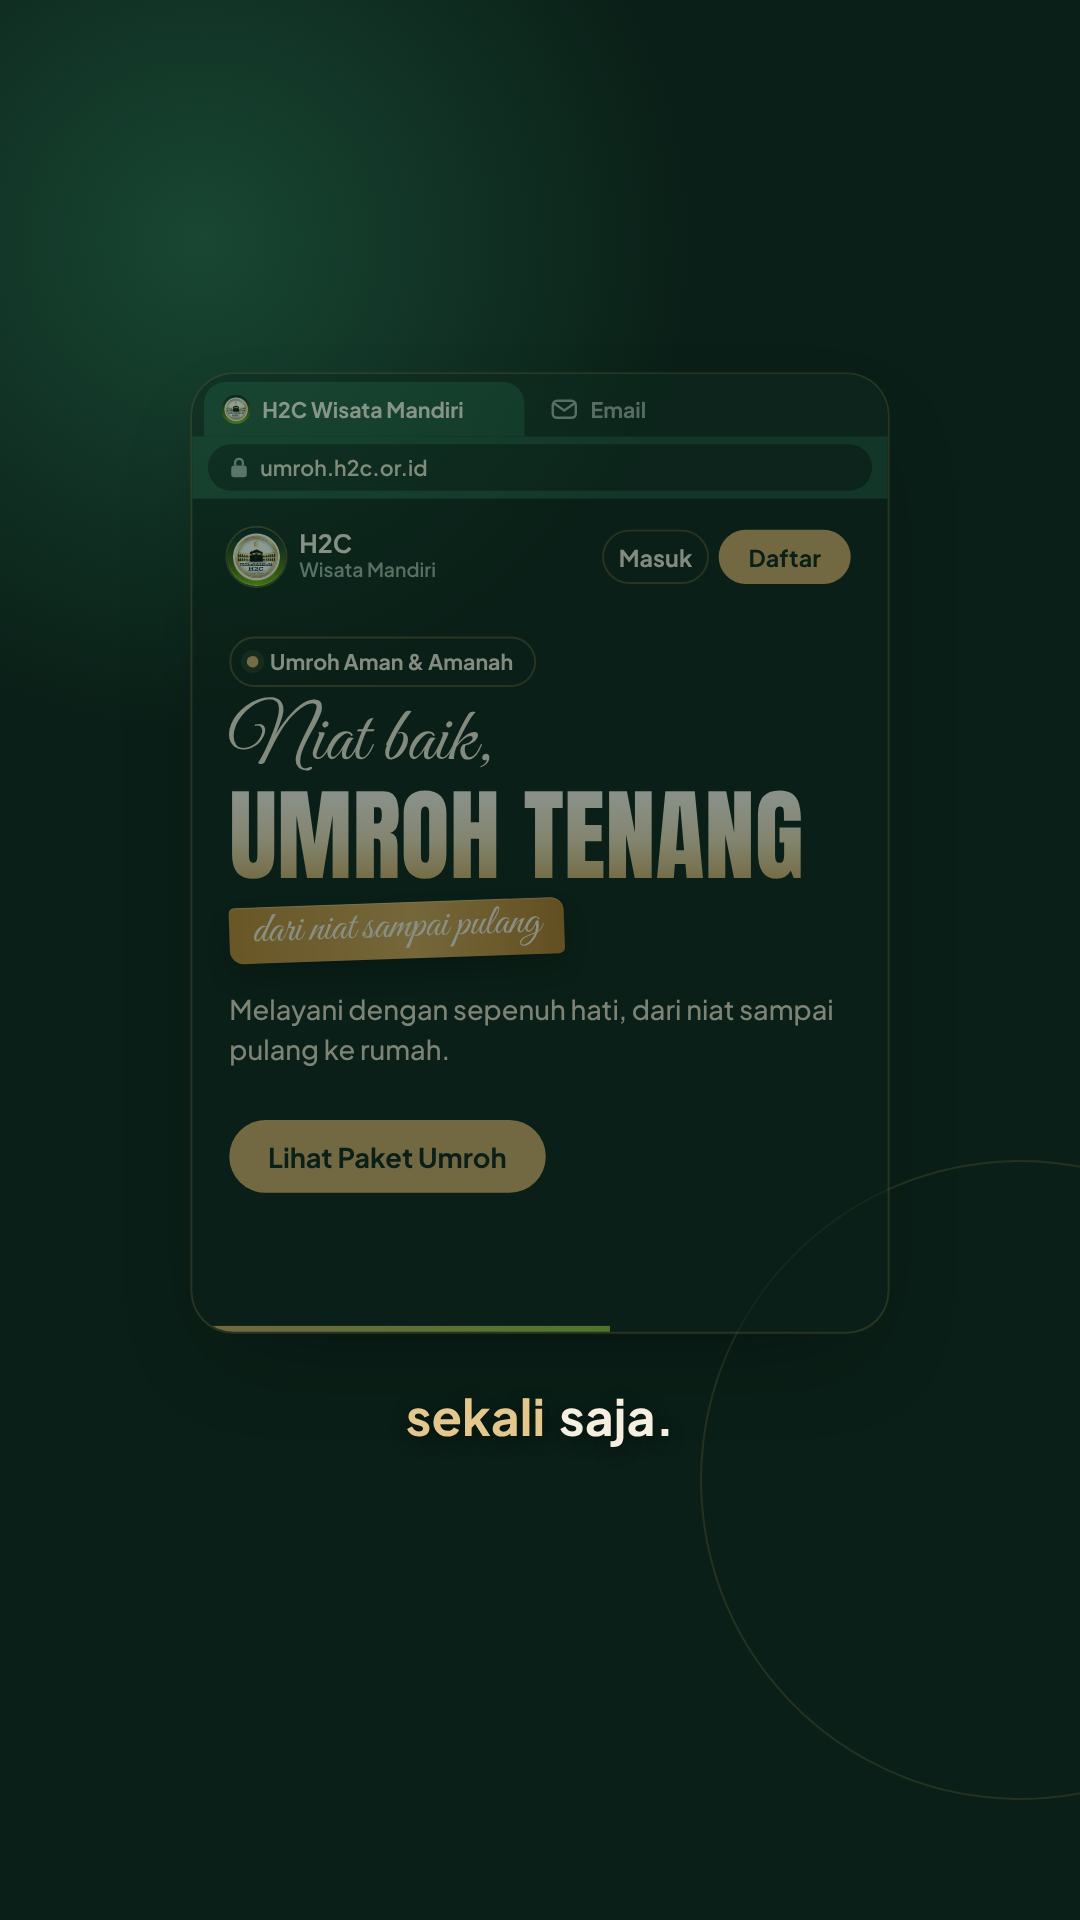 H2C Wisata Mandiri
Email
umroh.h2c.or.id
H2C
Wisata Mandiri
Masuk
Daftar
Umroh Aman & Amanah
Niat baik,
UMROH TENANG
dari niat sampai pulang
Melayani dengan sepenuh hati, dari niat sampai
pulang ke rumah.
Lihat Paket Umroh
sekali saja.